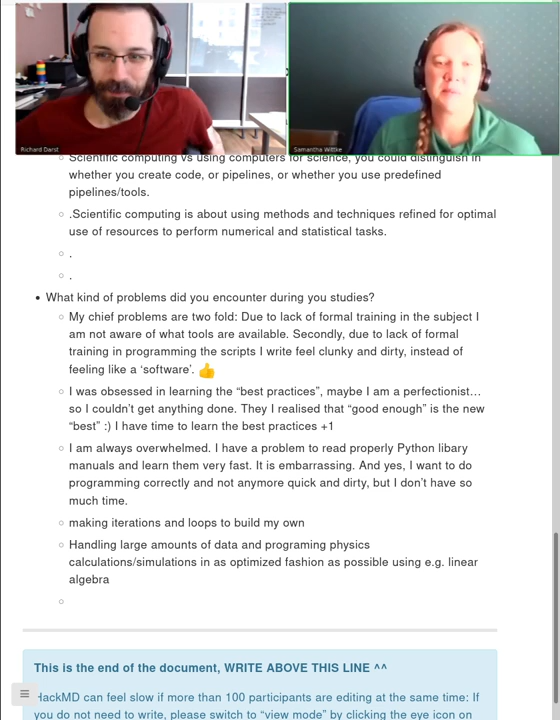 Richard Darst
Samantha Wittke
Scientific computing vs using computers for science, you could distinguish in
whether you create code, or pipelines, or whether you use predefined
pipelines/tools.
.Scientific computing is about using methods and techniques refined for optimal
use of resources to perform numerical and statistical tasks.
.
.
What kind of problems did you encounter during you studies?
My chief problems are two fold: Due to lack of formal training in the subject I
am not aware of what tools are available. Secondly, due to lack of formal
training in programming the scripts I write feel clunky and dirty, instead of
feeling like a ‘software’. 👍
I was obsessed in learning the “best practices”, maybe I am a perfectionist…
so I couldn’t get anything done. They I realised that “good enough” is the new
“best” :) I have time to learn the best practices +1
I am always overwhelmed. I have a problem to read properly Python libary
manuals and learn them very fast. It is embarrassing. And yes, I want to do
programming correctly and not anymore quick and dirty, but I don’t have so
much time.
making iterations and loops to build my own
Handling large amounts of data and programing physics
calculations/simulations in as optimized fashion as possible using e.g. linear
algebra
This is the end of the document, WRITE ABOVE THIS LINE ^^
HackMD can feel slow if more than 100 participants are editing at the same time: If
you do not need to write, please switch to “view mode” by clicking the eye icon on